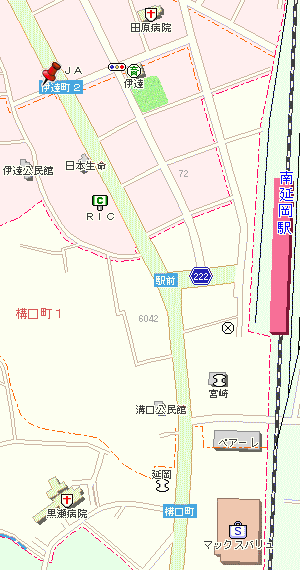 田原病院
JA
伊達
伊達町2
伊達公民館
日本生命
72
RIC
南延岡駅
駅前
222
構口町1
6042
宮崎
溝口公民館
ペアーレ
延岡
黒瀬病院
構口町
S
マックスバリュ